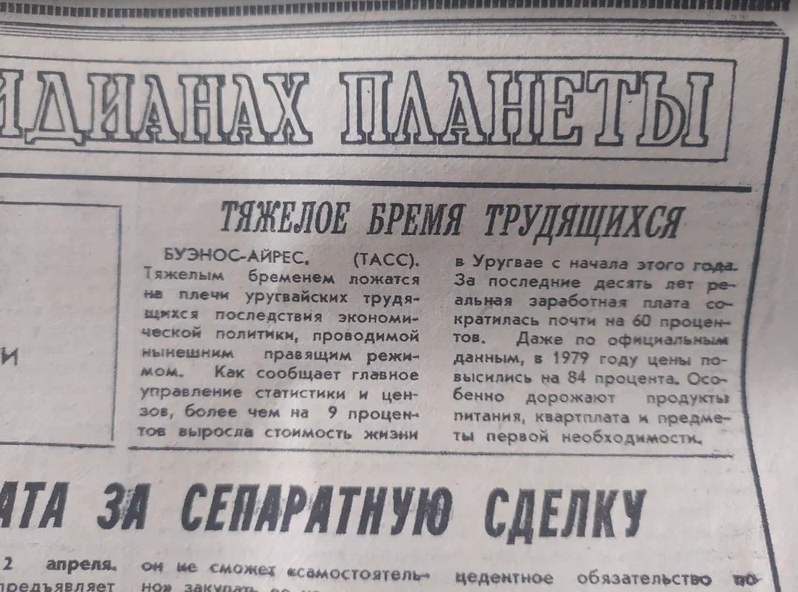 ИДИАНАХ ПЛАНЕТЫ
ТЯЖЕЛОЕ БРЕМЯ ТРУДЯЩИХСЯ
БУЭНОС-АЙРЕС. (ТАСС).
Тяжелым бременем ложатся
на плечи уругвайских трудя-
щихся последствия экономи-
ческой политики, проводимой
нынешним правящим режи-
мом. Как сообщает главное
управление статистики и цен-
зов, более чем на 9 процен-
тов выросла стоимость жизни
в Уругвае с начала этого года.
За последние десять лет ре-
альная заработная плата со-
кратилась почти на 60 процен-
тов. Даже по официальным
данным, в 1979 году цены по-
высились на 84 процента. Осо-
бенно дорожают продукты
питания, квартплата и предме-
ты первой необходимости.
И
АТА ЗА СЕПАРАТНУЮ СДЕЛКУ
2 апреля.
предъявляет
он не сможет «самостоятель-
но» закупать
цедентное обязательство по-